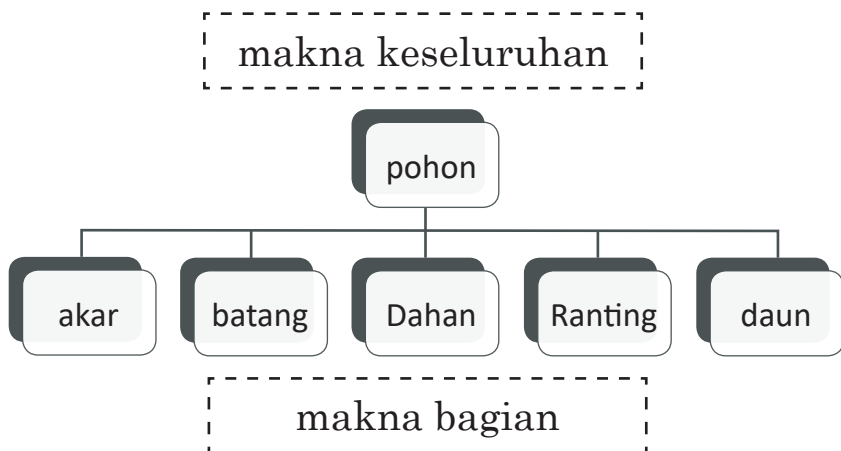 makna keseluruhan
pohon
akar batang Dahan Ranting daun
makna bagian